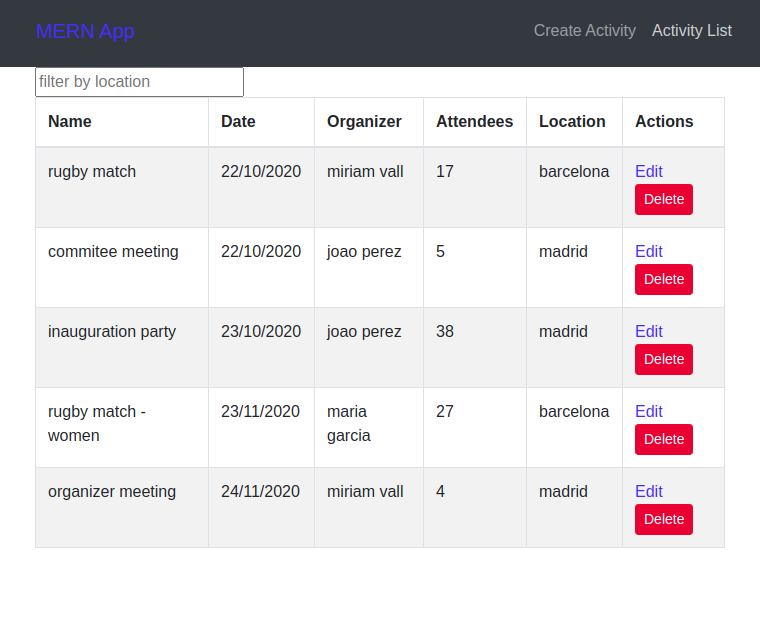 MERN App Create Activity Activity List
filter by location
Name Date Organizer Attendees Location Actions
rugby match 22/10/2020 miriam vall 17 barcelona Edit
Delete
commitee meeting 22/10/2020 joao perez 5 madrid Edit
Delete
inauguration party 23/10/2020 joao perez 38 madrid Edit
Delete
rugby match - 23/11/2020 maria 27 barcelona Edit
women garcia Delete
organizer meeting 24/11/2020 miriam vall 4 madrid Edit
Delete